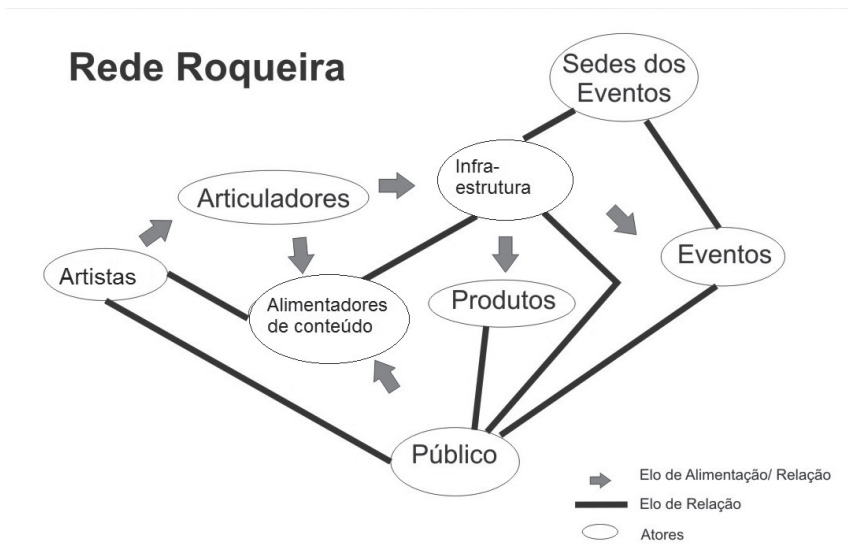 Rede Roqueira
Sedes dos
Eventos
Infra-
estrutura
Articuladores
Eventos
Artistas
Alimentadores
de conteúdo
Produtos
Público
Elo de Alimentação/ Relação
Elo de Relação
Atores